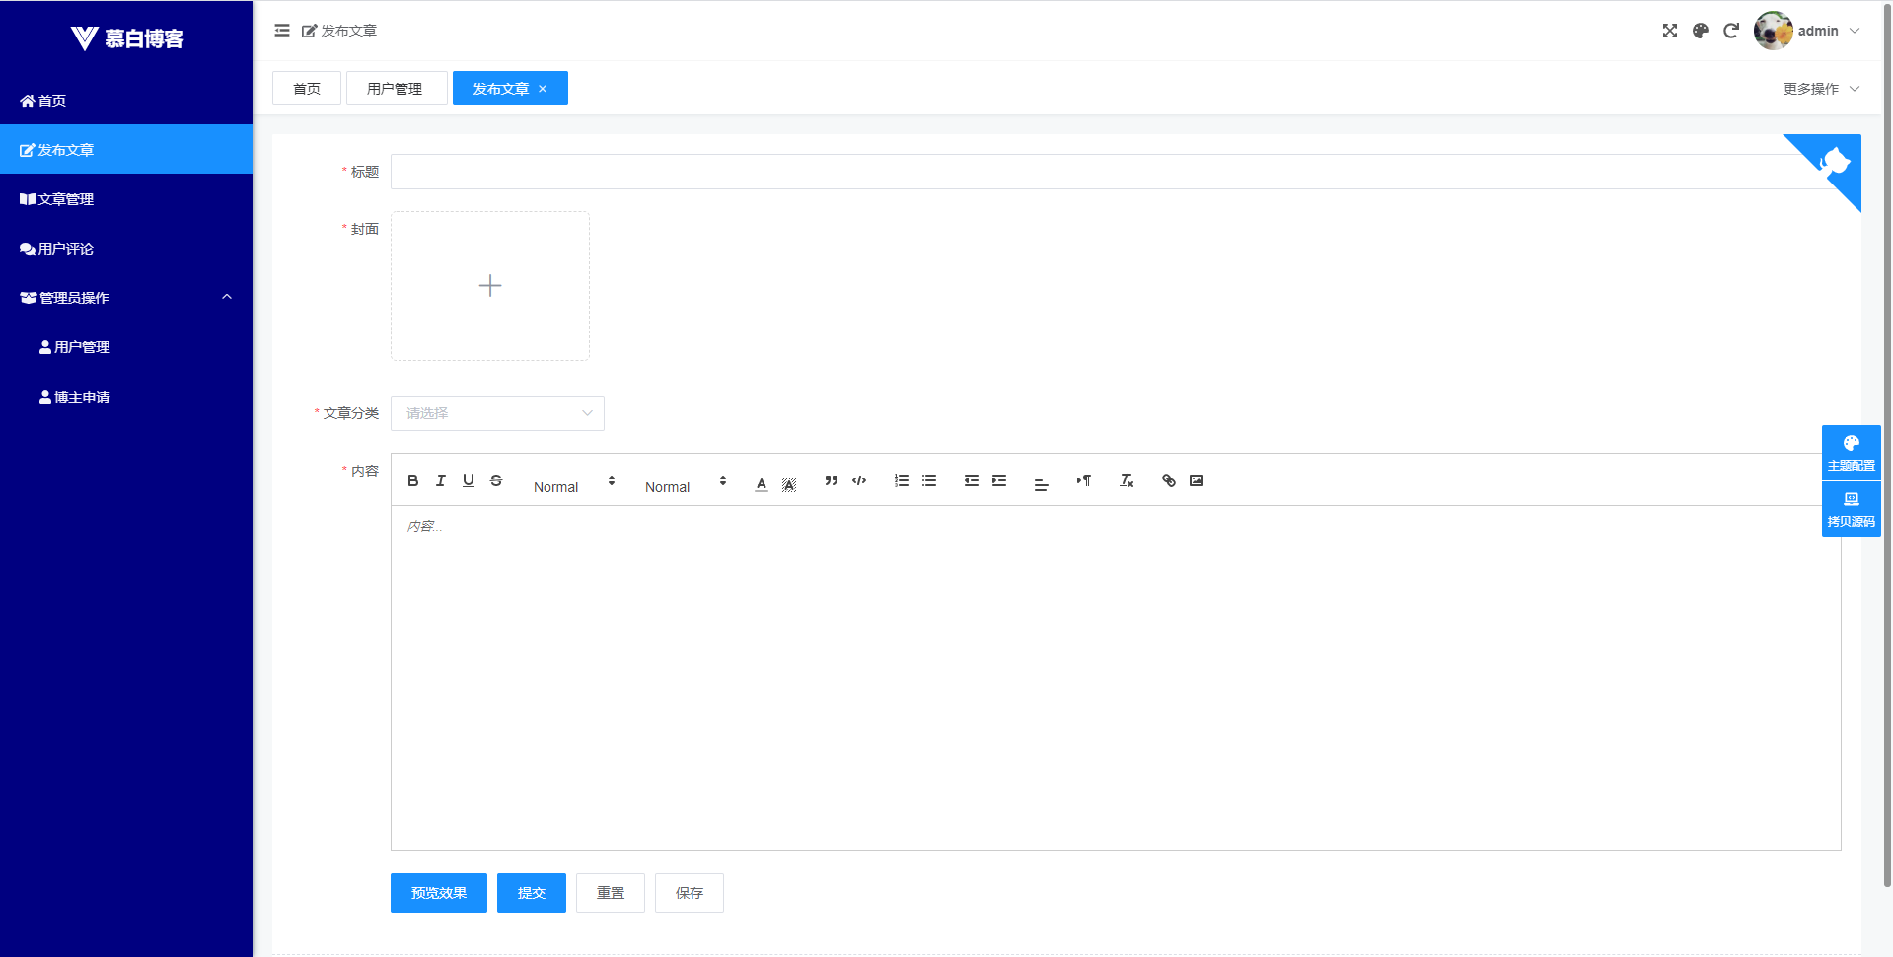 慕白博客
首页
发布文章
文章管理
用户评论
管理员操作
用户管理
博主申请
发布文章
admin
首页
用户管理
发布文章
更多操作
* 标题
* 封面
* 文章分类
请选择
* 内容
Normal
Normal
内容...
主题配置
拷贝源码
预览效果
提交
重置
保存